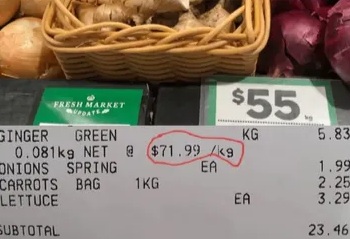 FRESH MARKET
UPDATE
$55 kg
GINGER GREEN KG 5.83
0.081kg NET @ $71.99 /kg
ONIONS SPRING EA 1.99
CARROTS BAG 1KG 2.25
LETTUCE EA 3.29
SUBTOTAL 23.46